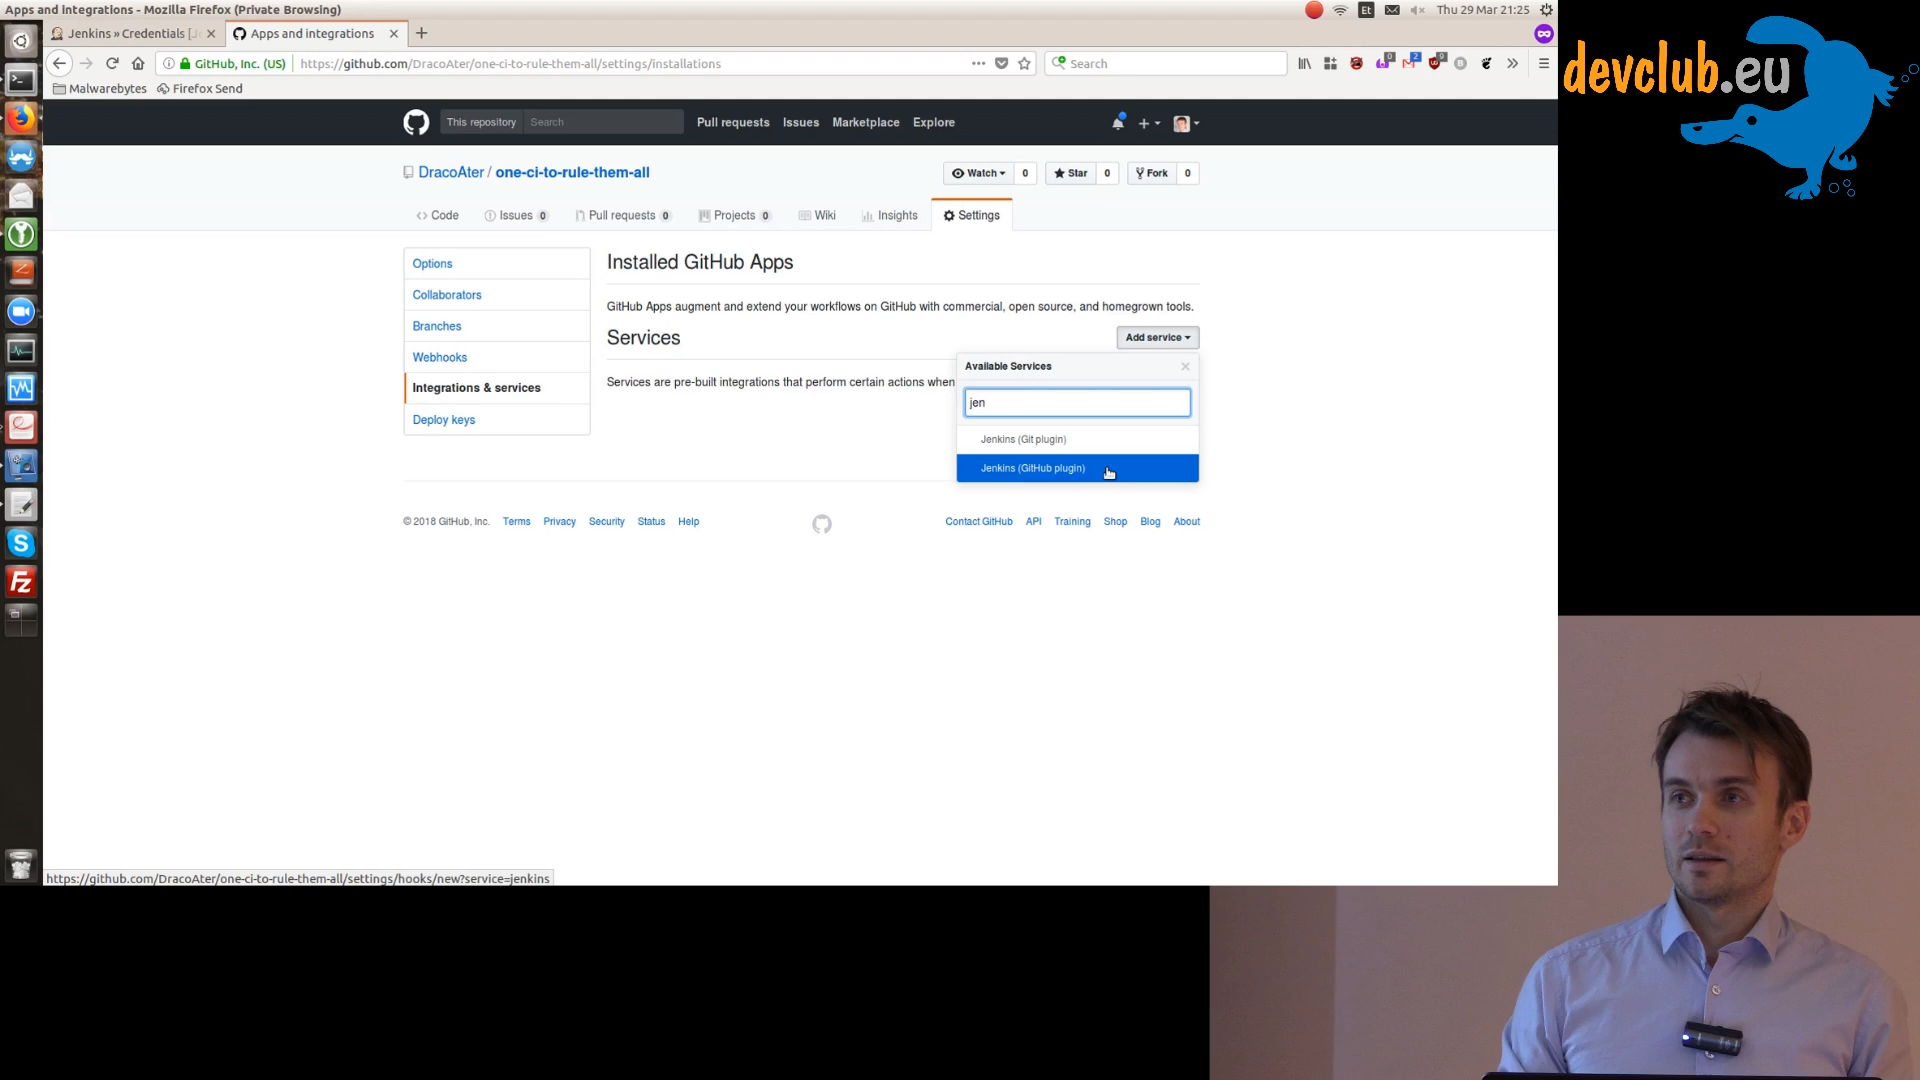 Apps and integrations - Mozilla Firefox (Private Browsing)
Et
Thu 29 Mar 21:25
Jenkins » Credentials [J
Apps and integrations
GitHub, Inc. (US)
https://github.com/DracoAter/one-ci-to-rule-them-all/settings/installations
Search
Malwarebytes
Firefox Send
devclub.eu
This repository
Search
Pull requests
Issues
Marketplace
Explore
DracoAter / one-ci-to-rule-them-all
Watch 0
Star 0
Fork 0
Code
Issues 0
Pull requests 0
Projects 0
Wiki
Insights
Settings
Options
Collaborators
Branches
Webhooks
Integrations & services
Deploy keys
Installed GitHub Apps
GitHub Apps augment and extend your workflows on GitHub with commercial, open source, and homegrown tools.
Services
Add service
Services are pre-built integrations that perform certain actions when
Available Services
jen
Jenkins (Git plugin)
Jenkins (GitHub plugin)
© 2018 GitHub, Inc.
Terms
Privacy
Security
Status
Help
Contact GitHub
API
Training
Shop
Blog
About
https://github.com/DracoAter/one-ci-to-rule-them-all/settings/hooks/new?service=jenkins